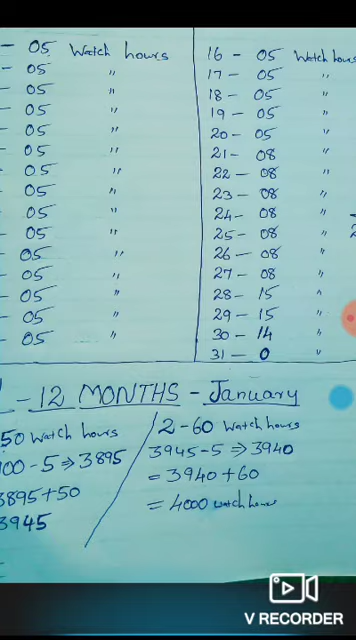 - 05 Watch hours
- 05 "
- 05 "
- 05 "
- 05 "
- 05 "
- 05 "
- 05 "
- 05 "
- 05 "
- 05 "
- 05 "
- 05 "
- 05 "
- 05 "
16 - 05 Watch hours
17 - 05 "
18 - 05 "
19 - 05 "
20 - 05 "
21 - 08 "
22 - 08 "
23 - 08 "
24 - 08 "
25 - 08 "
26 - 08 "
27 - 08 "
28 - 15 "
29 - 15 "
30 - 14 "
31 - 0 "
- 12 MONTHS - January
50 Watch hours
00 - 5 ⇒ 3895
3895 + 50
3945
2 - 60 Watch hours
3945 - 5 ⇒ 3940
= 3940 + 60
= 4000 watch hours
V RECORDER